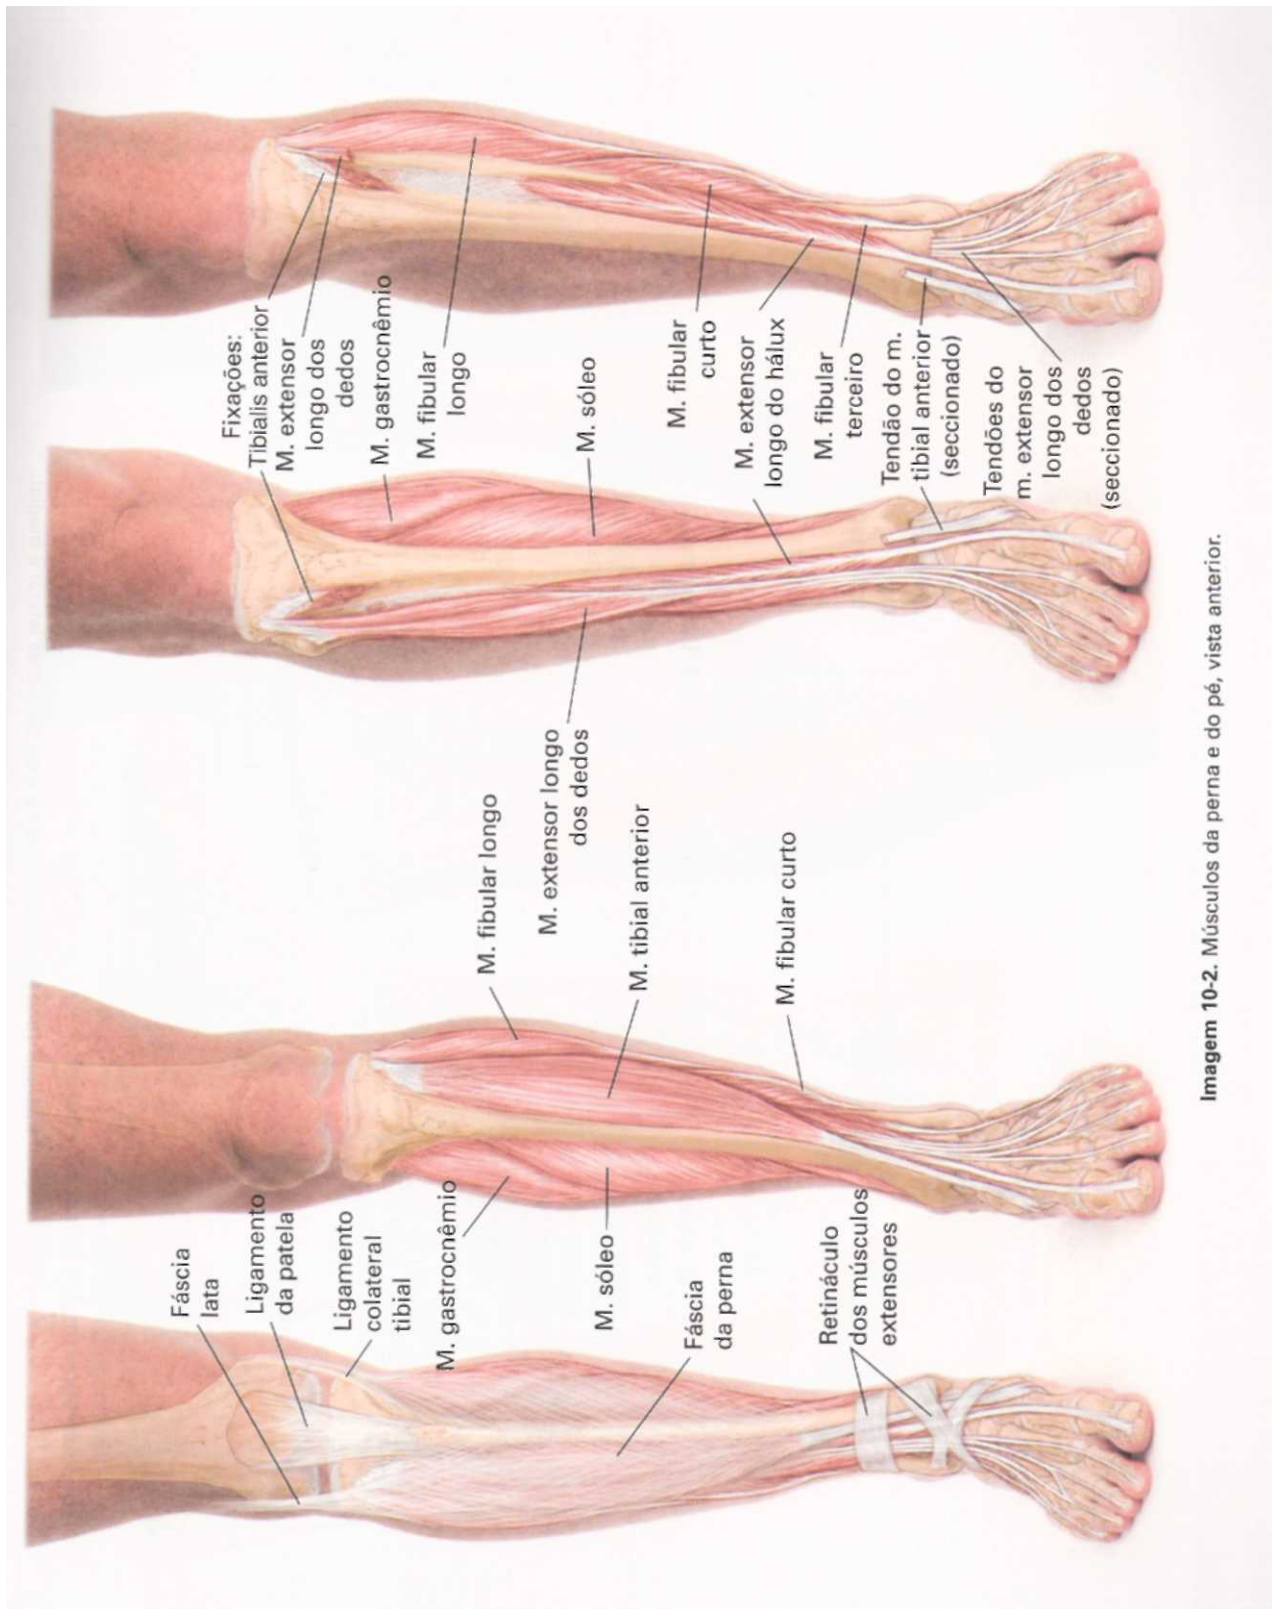 Fáscia
lata
Ligamento
da patela
Ligamento
colateral
tibial
M. gastrocnêmio
M. sóleo
Fáscia
da perna
Retináculo
dos músculos
extensores
M. fibular longo
M. tibial anterior
M. fibular curto
M. extensor longo
dos dedos
Fixações:
Tibialis anterior
M. extensor
longo dos
dedos
M. gastrocnêmio
M. fibular
longo
M. sóleo
M. fibular
curto
M. extensor
longo do hálux
M. fibular
terceiro
Tendão do m.
tibial anterior
(seccionado)
Tendões do
m. extensor
longo dos
dedos
(seccionado)
Imagem 10-2. Músculos da perna e do pé, vista anterior.